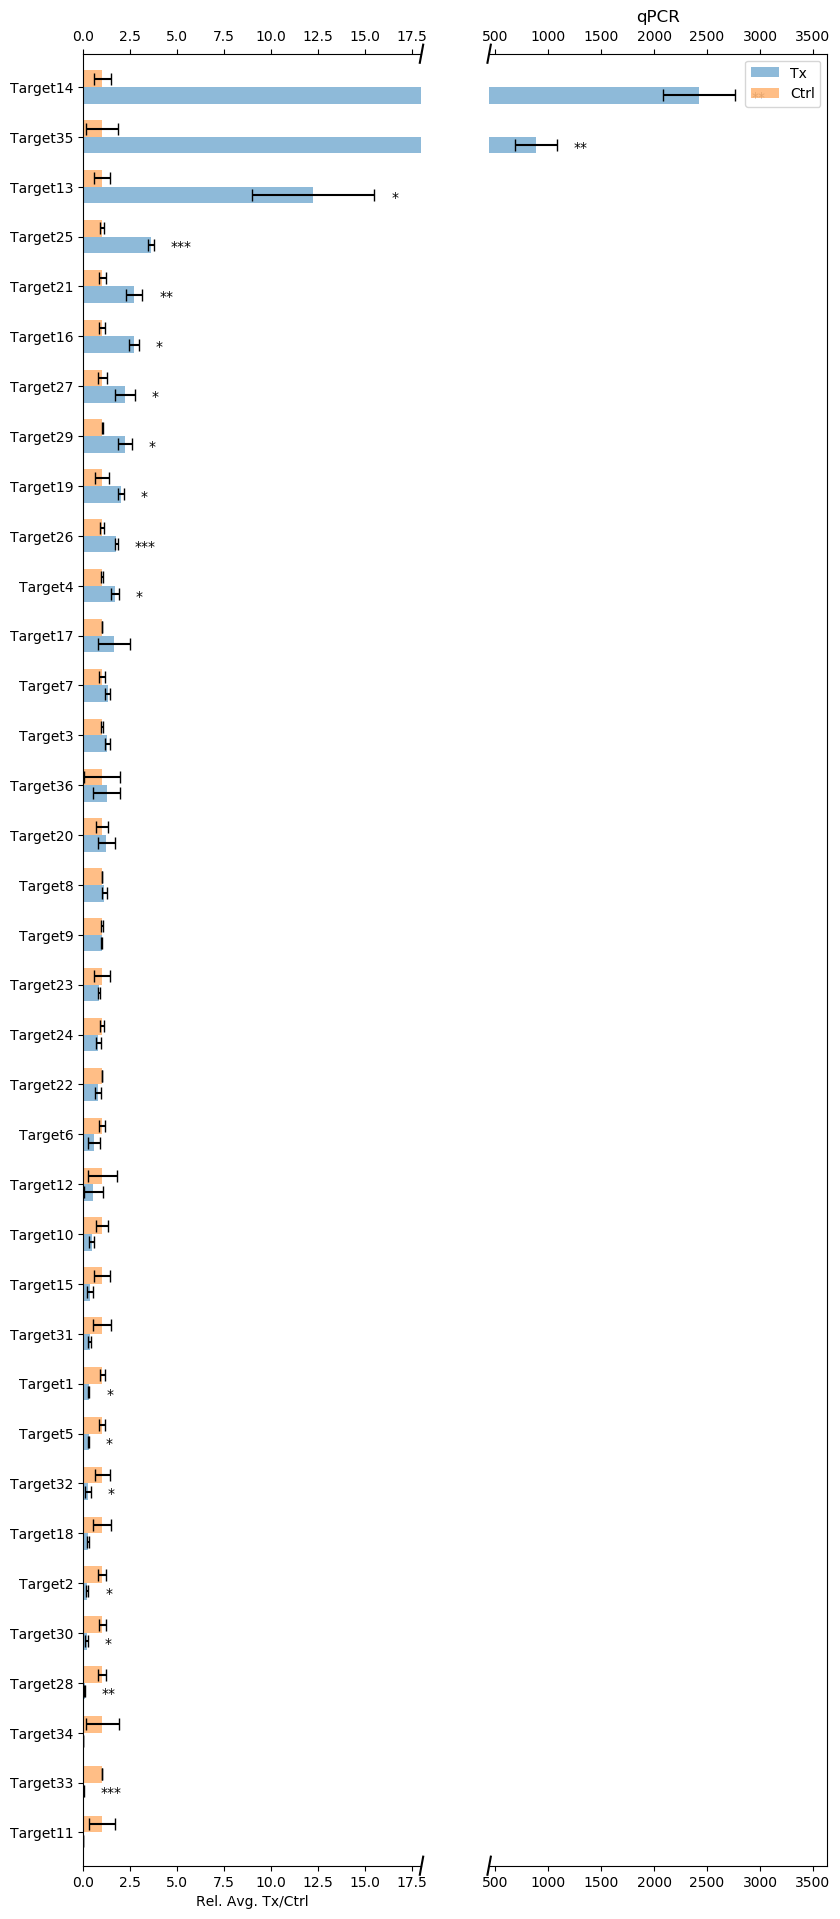 qPCR
0.0 2.5 5.0 7.5 10.0 12.5 15.0 17.5 500 1000 1500 2000 2500 3000 3500
Tx
Ctrl
Target14
Target35 **
Target13 *
Target25 ***
Target21 **
Target16 *
Target27 *
Target29 *
Target19 *
Target26 ***
Target4 *
Target17
Target7
Target3
Target36
Target20
Target8
Target9
Target23
Target24
Target22
Target6
Target12
Target10
Target15
Target31
Target1 *
Target5 *
Target32 *
Target18
Target2 *
Target30 *
Target28 **
Target34
Target33 ***
Target11
0.0 2.5 5.0 7.5 10.0 12.5 15.0 17.5 500 1000 1500 2000 2500 3000 3500
Rel. Avg. Tx/Ctrl